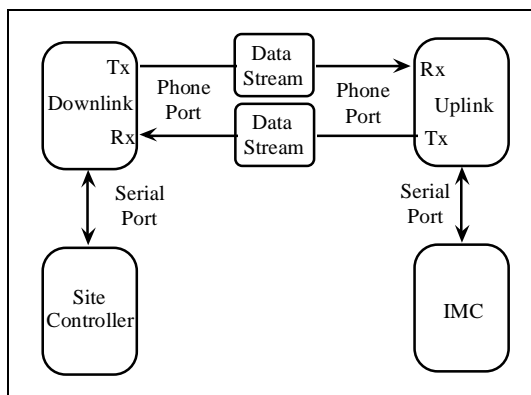 Tx
Downlink
Rx
Phone
Port
Data
Stream
Data
Stream
Phone
Port
Rx
Uplink
Tx
Serial
Port
Serial
Port
Site
Controller
IMC